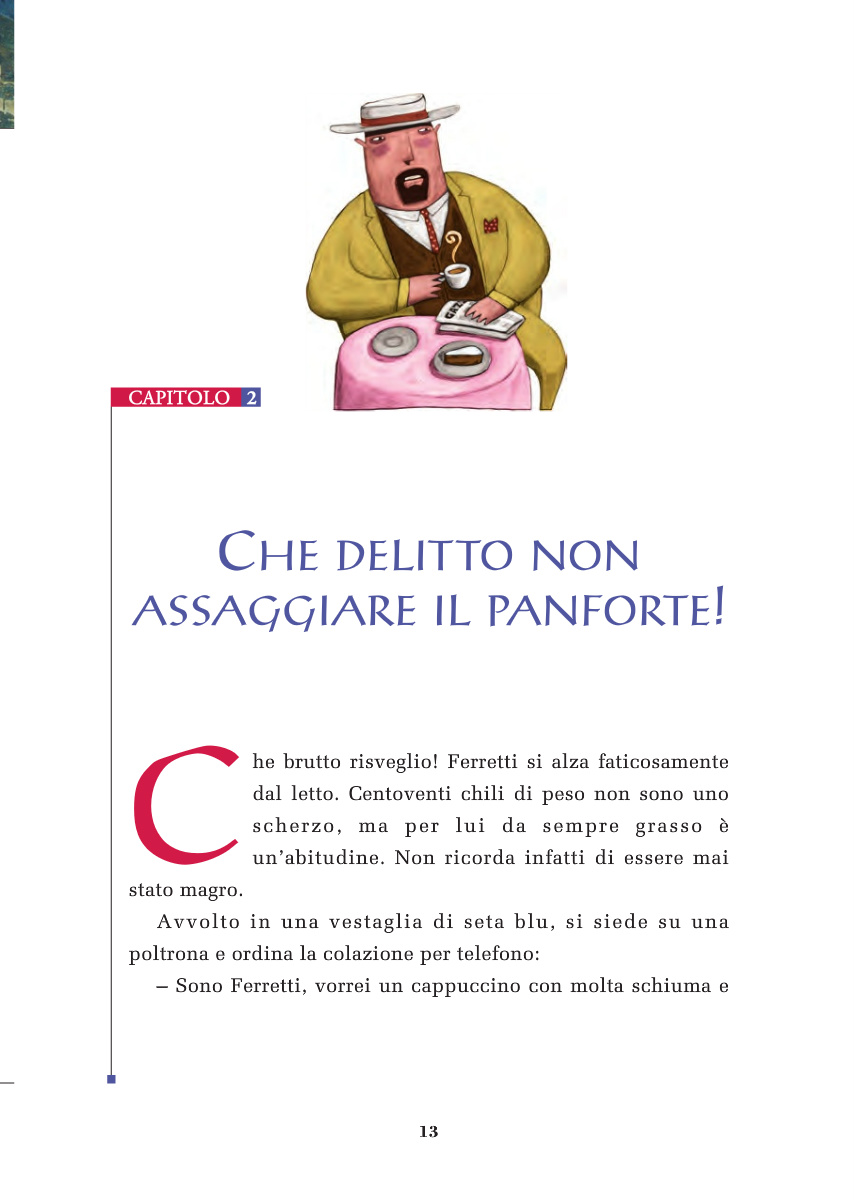 GAZ
CAPITOLO 2
CHE DELITTO NON
ASSAGGIARE IL PANFORTE!
Che brutto risveglio! Ferretti si alza faticosamente
dal letto. Centoventi chili di peso non sono uno
scherzo, ma per lui da sempre grasso è
un'abitudine. Non ricorda infatti di essere mai
stato magro.
Avvolto in una vestaglia di seta blu, si siede su una
poltrona e ordina la colazione per telefono:
– Sono Ferretti, vorrei un cappuccino con molta schiuma e
13